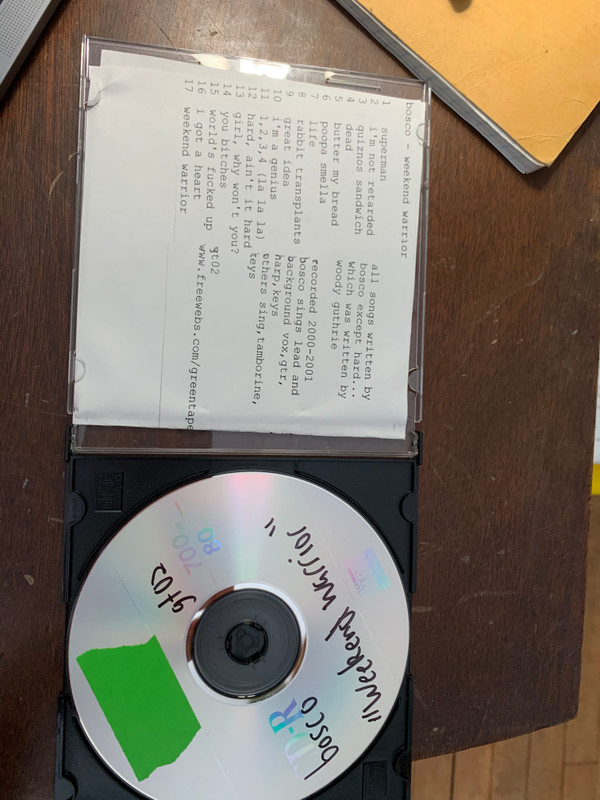 bosco - weekend warrior
1 superman
2 i'm not retarded
3 quiznos sandwich
4 dead
5 butter my bread
6 poopa smella
7 life
8 rabbit transplants
9 great idea
10 i'm a genius
11 1,2,3,4 (la la la)
12 hard, ain't it hard
13 girl, why won't you?
14 you bitches
15 world's fucked up
16 i got a heart
17 weekend warrior
all songs written by
bosco except hard...
which was written by
woody guthrie
recorded 2000-2001
bosco sings lead and
background vox,gtr,
harp,keys
others sing,tamborine,
keys
gt02
www.freewebs.com/greentape
bosco
"weekend warrior"
gt02
CD-R
700
80